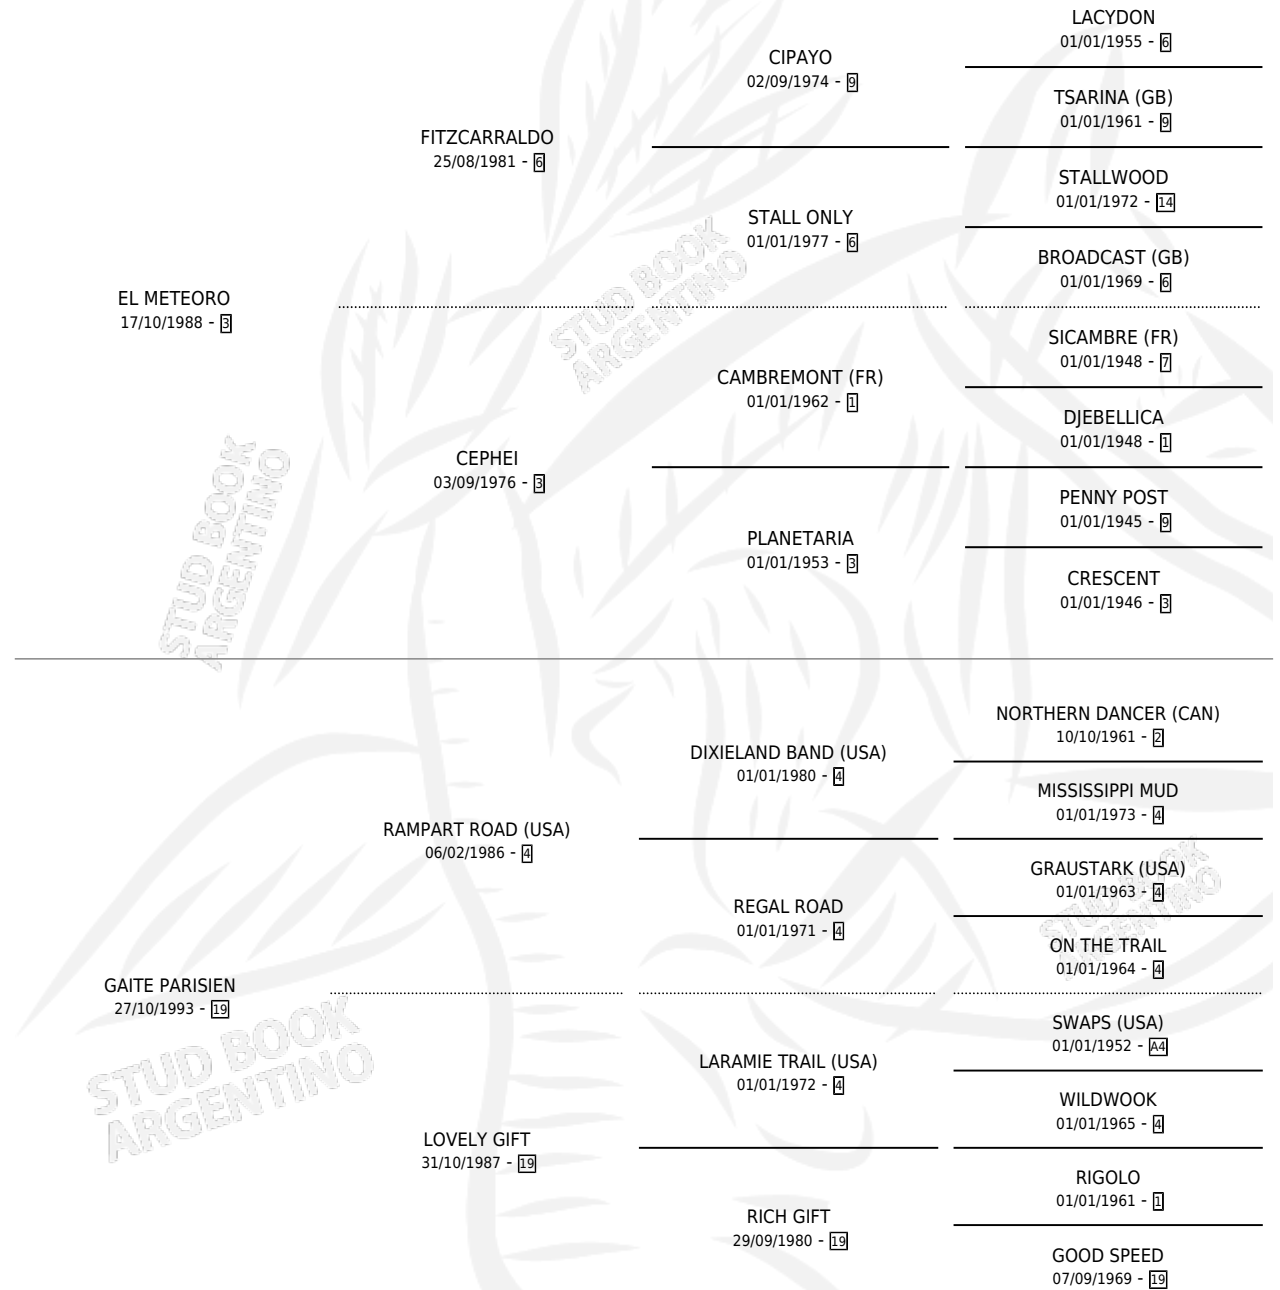 LACYDON
01/01/1955 - 6
CIPAYO
02/09/1974 - 9
TSARINA (GB)
01/01/1961 - 9
FITZCARRALDO
25/08/1981 - 6
STALLWOOD
01/01/1972 - 14
STALL ONLY
01/01/1977 - 6
BROADCAST (GB)
01/01/1969 - 6
EL METEORO
17/10/1988 - 3
SICAMBRE (FR)
01/01/1948 - 7
CAMBREMONT (FR)
01/01/1962 - 1
DJEBELLICA
01/01/1948 - 1
CEPHEI
03/09/1976 - 3
PENNY POST
01/01/1945 - 9
PLANETARIA
01/01/1953 - 3
CRESCENT
01/01/1946 - 3
NORTHERN DANCER (CAN)
10/10/1961 - 2
DIXIELAND BAND (USA)
01/01/1980 - 4
MISSISSIPPI MUD
01/01/1973 - 4
RAMPART ROAD (USA)
06/02/1986 - 4
GRAUSTARK (USA)
01/01/1963 - 4
REGAL ROAD
01/01/1971 - 4
ON THE TRAIL
01/01/1964 - 4
GAITE PARISIEN
27/10/1993 - 19
SWAPS (USA)
01/01/1952 - A4
LARAMIE TRAIL (USA)
01/01/1972 - 4
WILDWOOK
01/01/1965 - 4
LOVELY GIFT
31/10/1987 - 19
RIGOLO
01/01/1961 - 1
RICH GIFT
29/09/1980 - 19
GOOD SPEED
07/09/1969 - 19
STUD BOOK
ARGENTINO
STUD BOOK
ARGENTINO
STUD BOOK
ARGENTINO
STUD BOOK
ARGENTINO